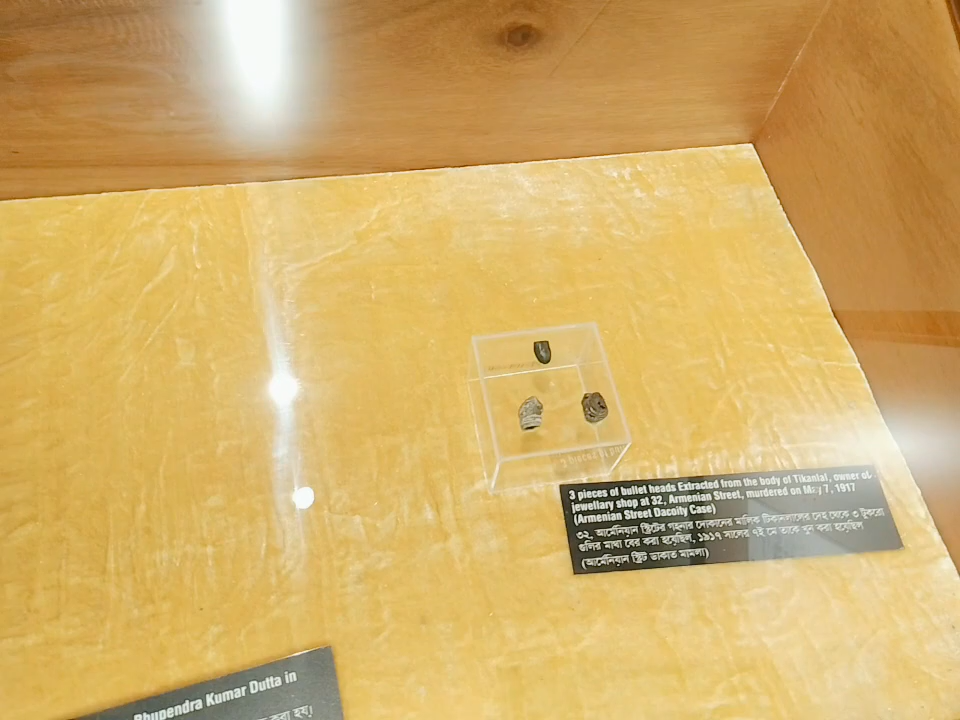 3 pieces of bullet heads Extracted from the body of Tikanlal, owner of
jewellary shop at 32, Armenian Street, murdered on May 7, 1917
(Armenian Street Dacoity Case)
৩২, আর্মেনিয়ান স্ট্রিটের গহনার দোকানের মালিক টিকানলালের দেহ থেকে ৩ টুকরো
গুলির মাথা বের করা হয়েছিল, ১৯১৭ সালের ৭ই মে তাকে খুন করা হয়েছিল
(আর্মেনিয়ান স্ট্রিট ডাকাত মামলা)
Bhupendra Kumar Dutta in
করা হয়।